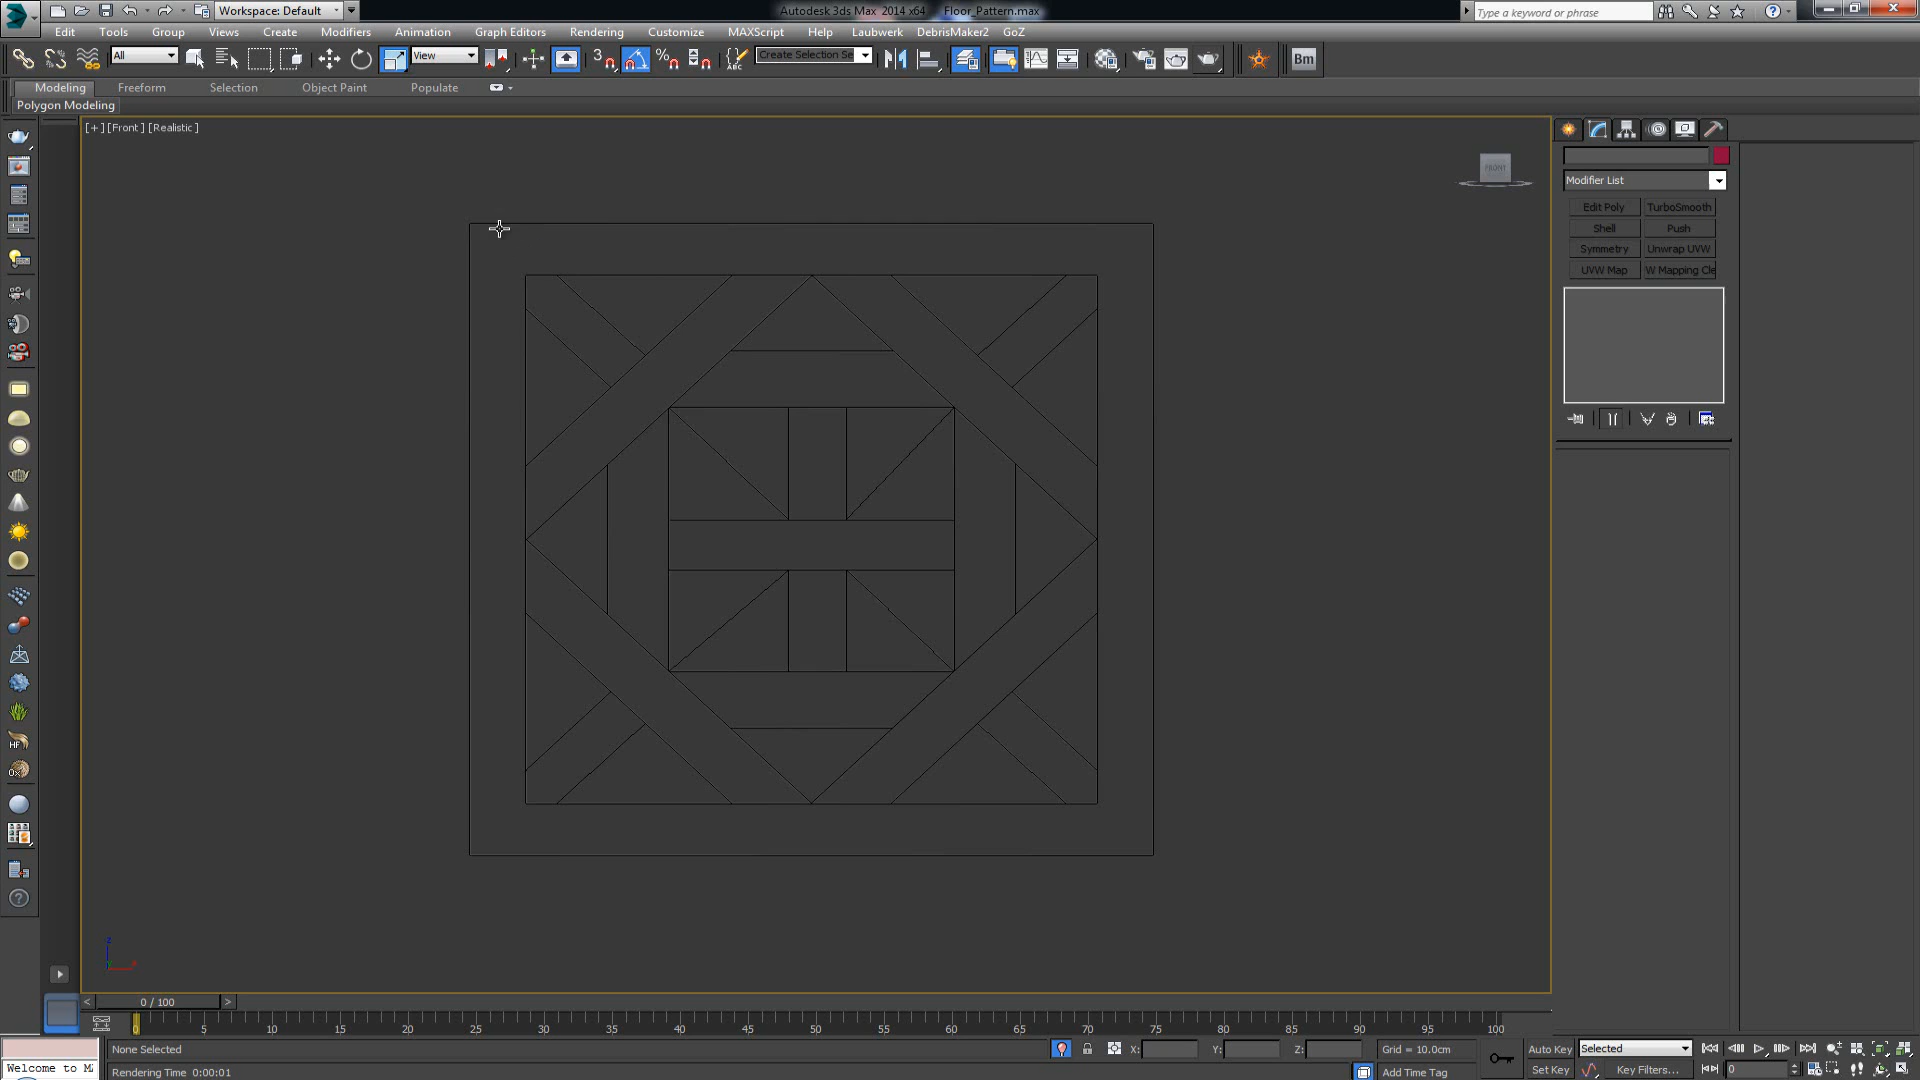 Workspace: Default
Autodesk 3ds Max 2014 x64 Floor_Pattern.max
Type a keyword or phrase
Edit Tools Group Views Create Modifiers Animation Graph Editors Rendering Customize MAXScript Help Laubwerk DebrisMaker2 GoZ
All View 3 Create Selection Se Bm
Modeling Freeform Selection Object Paint Populate
Polygon Modeling
[+][Front][Realistic]
FRONT
Modifier List
Edit Poly TurboSmooth
Shell Push
Symmetry Unwrap UVW
UVW Map W Mapping Cle
HF
z
x
< 0 / 100 >
0 5 10 15 20 25 30 35 40 45 50 55 60 65 70 75 80 85 90 95 100
None Selected X: Y: Z: Grid = 10.0cm Auto Key Selected
Welcome to MA Rendering Time 0:00:01 Add Time Tag Set Key Key Filters... 0